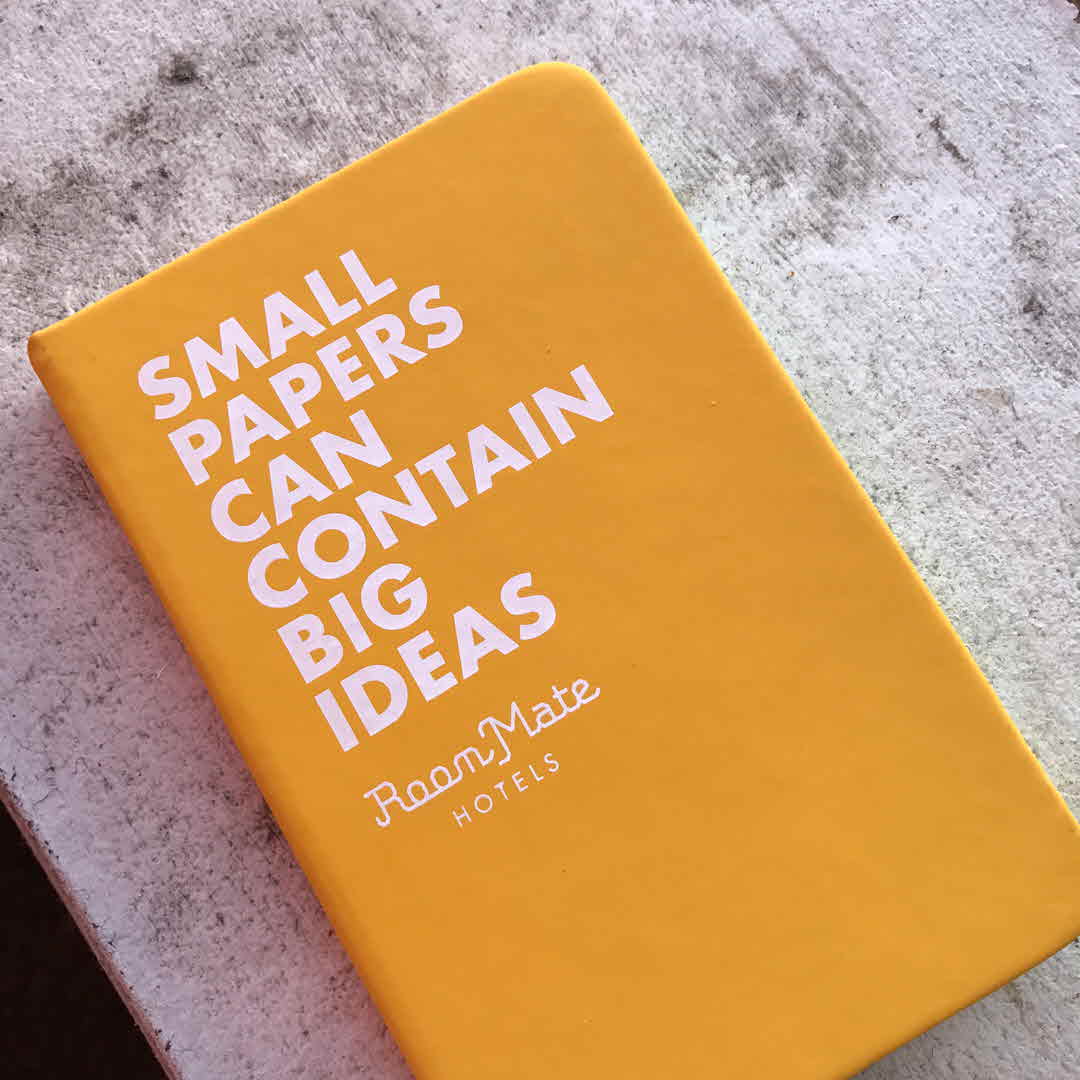 SMALL
PAPERS
CAN
CONTAIN
BIG
IDEAS
Room Mate
HOTELS